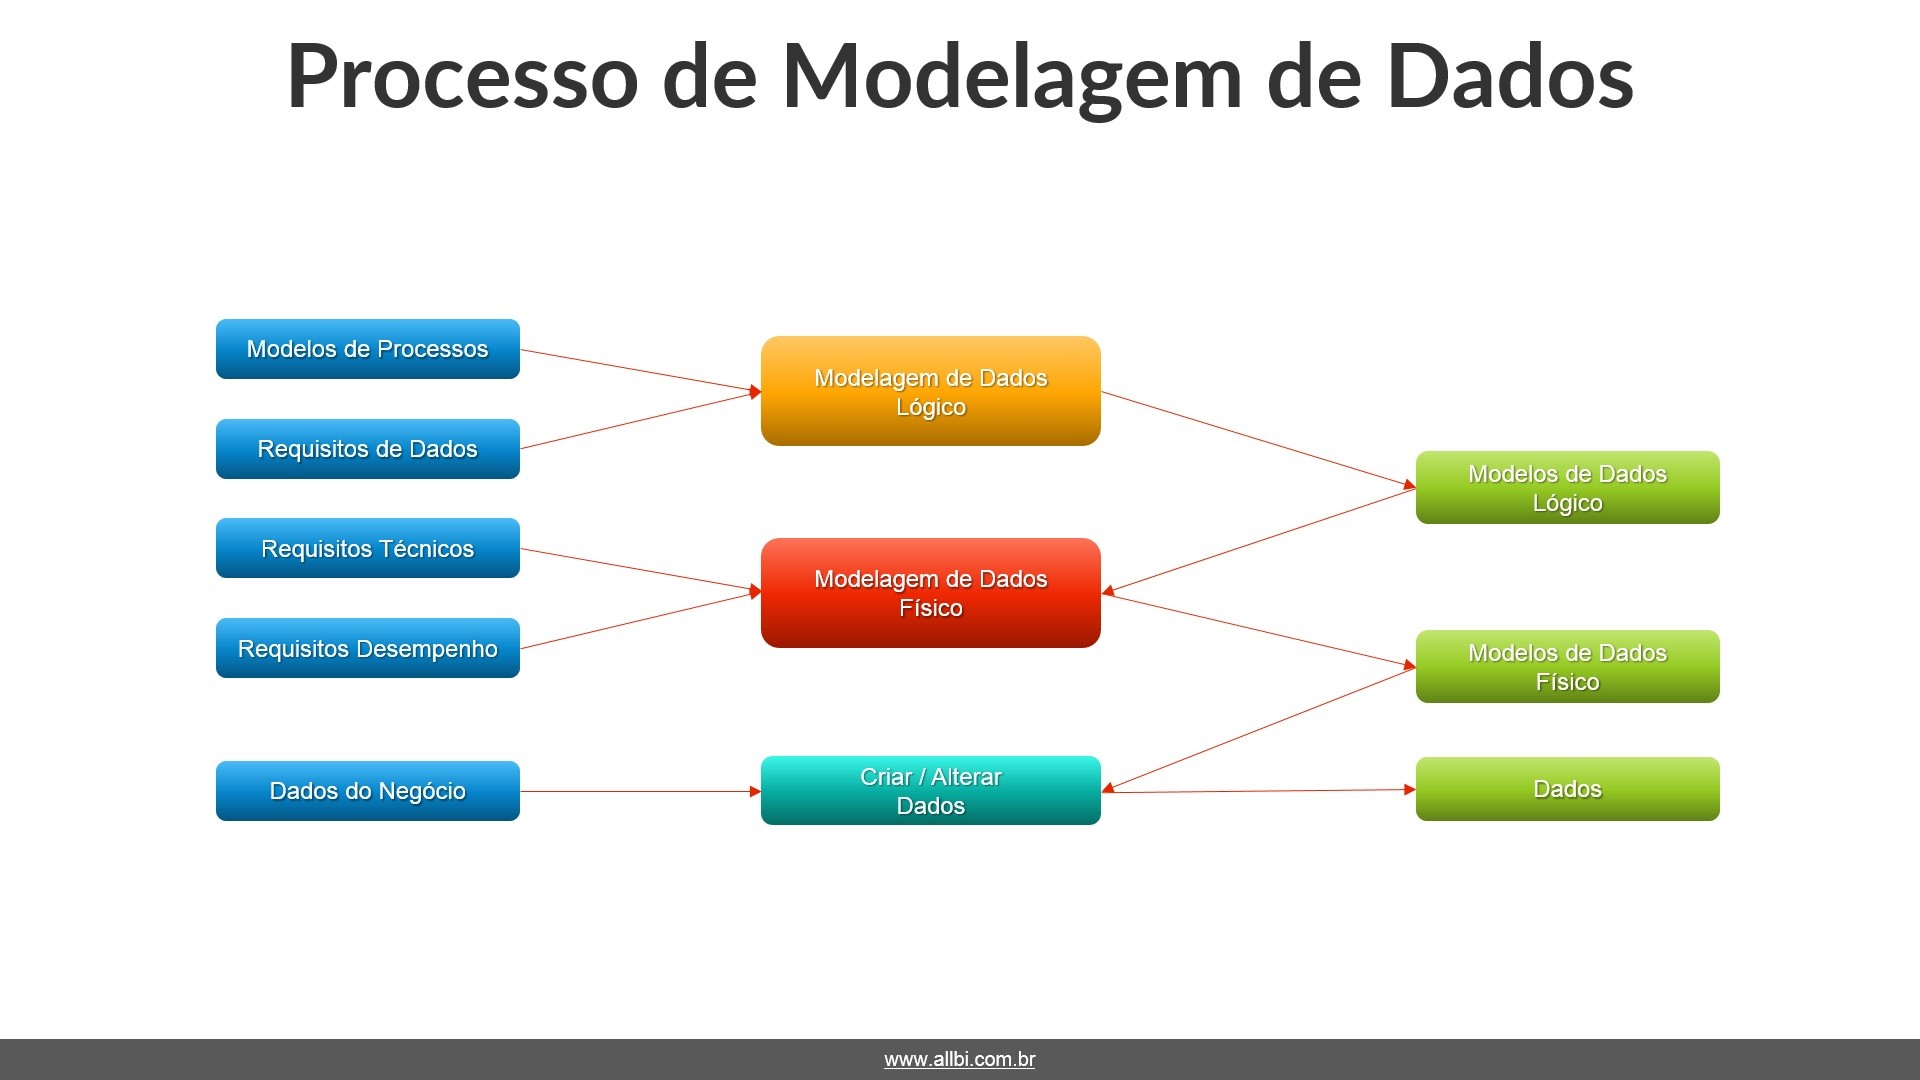 Processo de Modelagem de Dados
Modelos de Processos
Requisitos de Dados
Requisitos Técnicos
Requisitos Desempenho
Dados do Negócio
Modelagem de Dados
Lógico
Modelagem de Dados
Físico
Criar / Alterar
Dados
Modelos de Dados
Lógico
Modelos de Dados
Físico
Dados
www.allbi.com.br